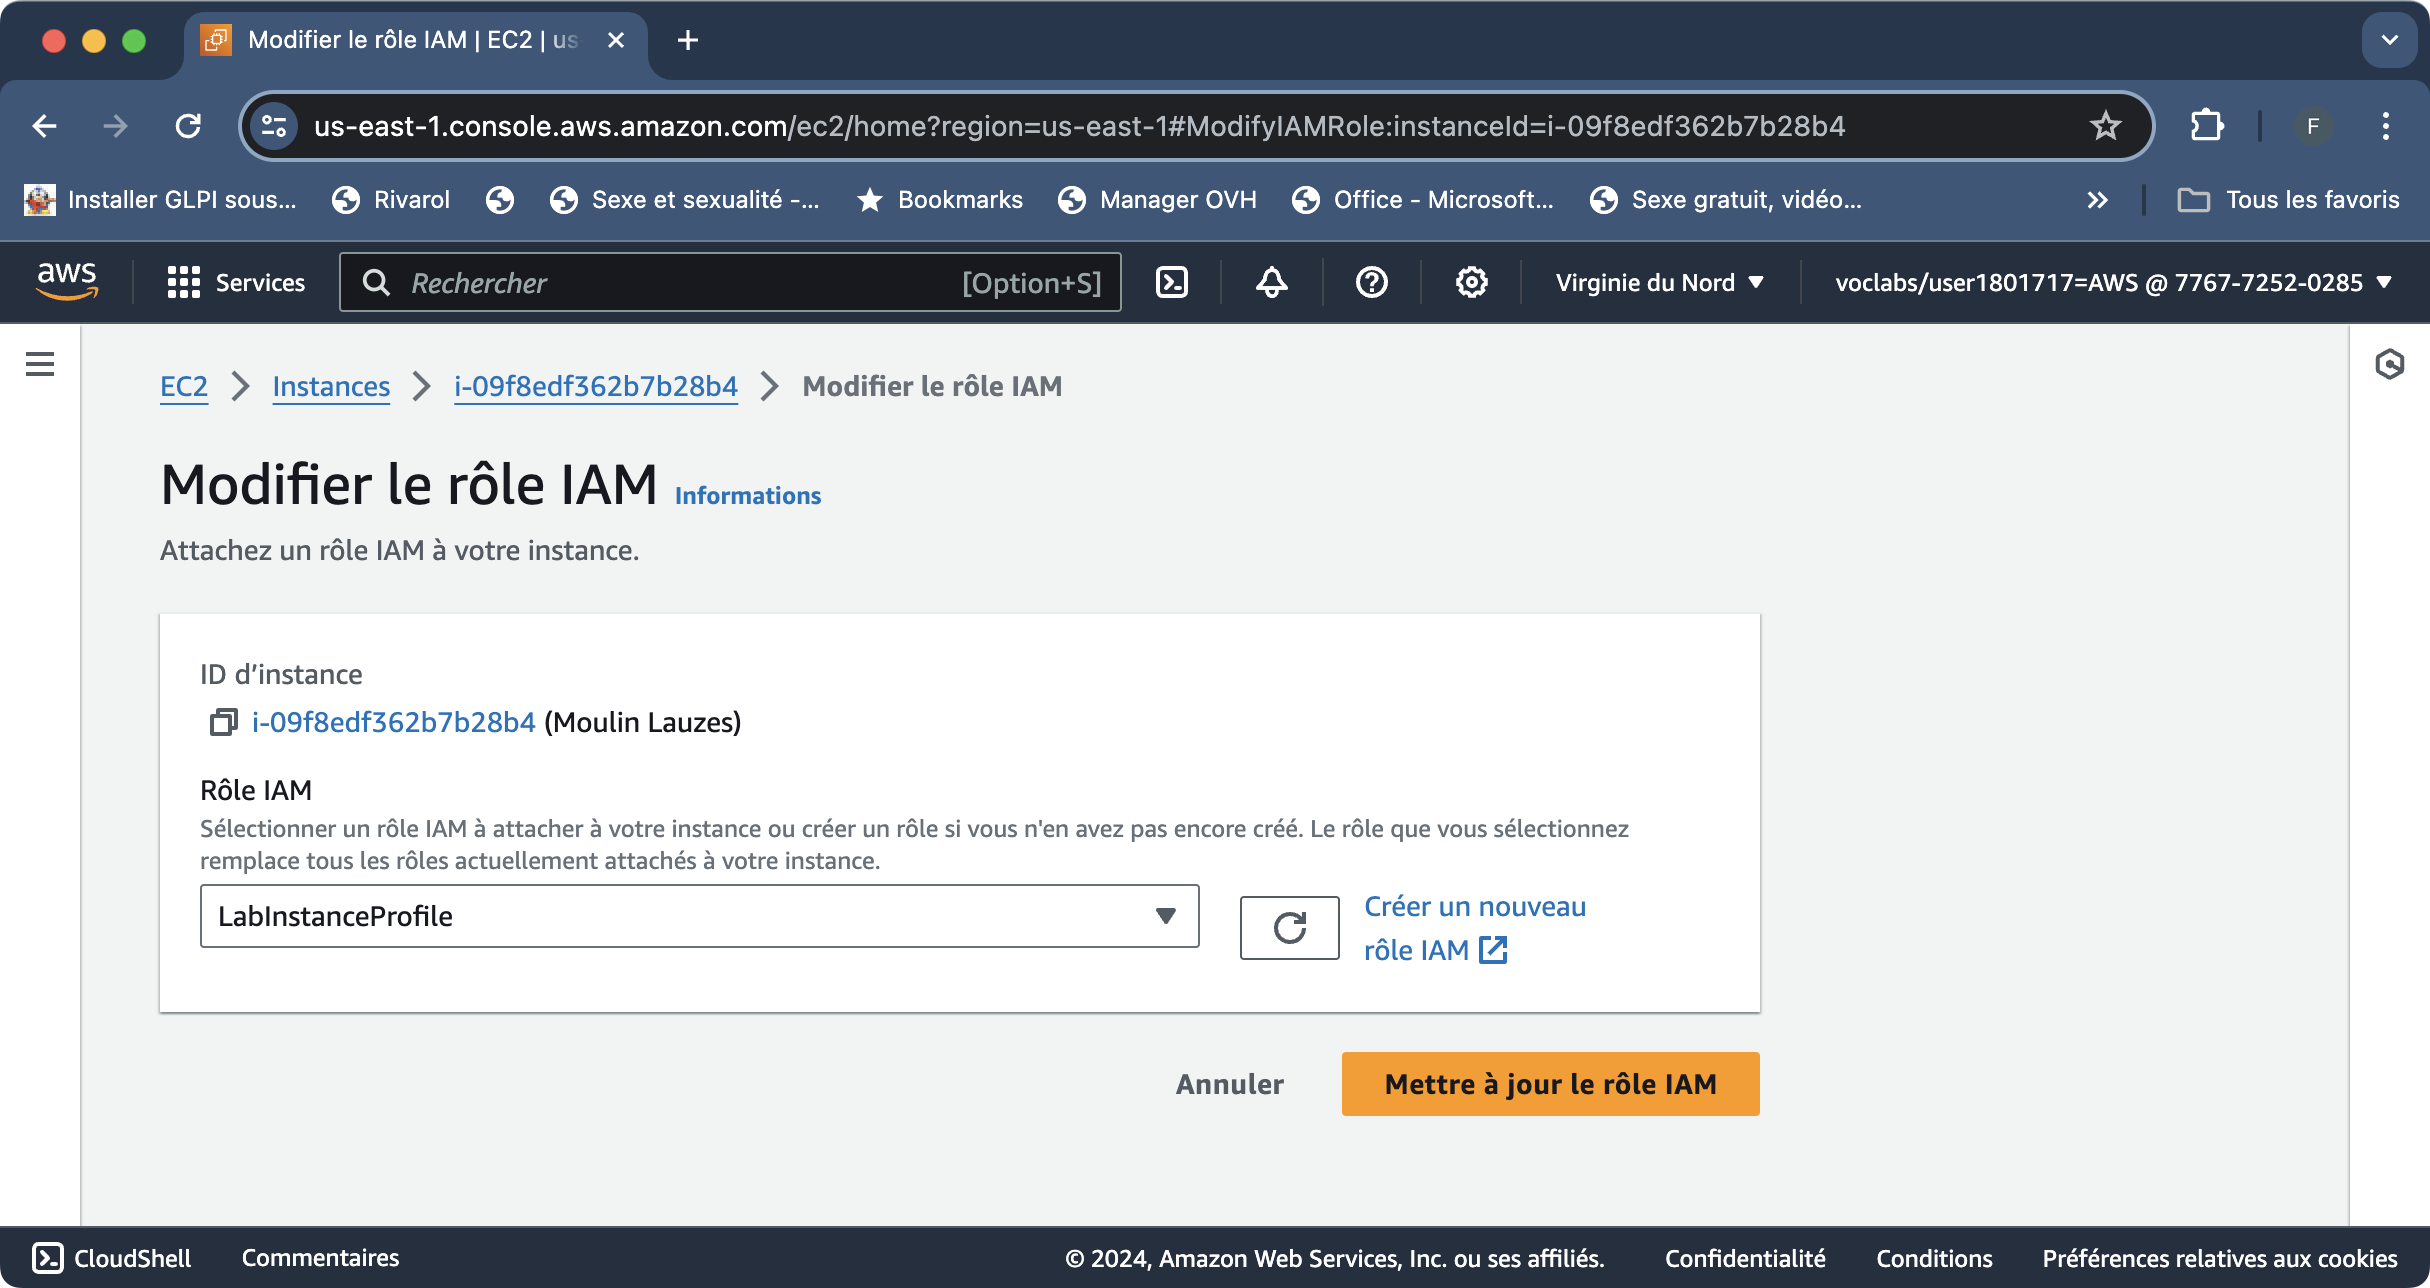 Modifier le rôle IAM | EC2 | us
us-east-1.console.aws.amazon.com/ec2/home?region=us-east-1#ModifyIAMRole:instanceId=i-09f8edf362b7b28b4
F
Installer GLPI sous...
Rivarol
Sexe et sexualité -...
Bookmarks
Manager OVH
Office - Microsoft...
Sexe gratuit, vidéo...
Tous les favoris
aws
Services
Rechercher
[Option+S]
Virginie du Nord
voclabs/user1801717=AWS @ 7767-7252-0285
EC2
Instances
i-09f8edf362b7b28b4
Modifier le rôle IAM
Modifier le rôle IAM Informations
Attachez un rôle IAM à votre instance.
ID d’instance
i-09f8edf362b7b28b4 (Moulin Lauzes)
Rôle IAM
Sélectionner un rôle IAM à attacher à votre instance ou créer un rôle si vous n'en avez pas encore créé. Le rôle que vous sélectionnez
remplace tous les rôles actuellement attachés à votre instance.
LabInstanceProfile
Créer un nouveau
rôle IAM
Annuler
Mettre à jour le rôle IAM
CloudShell
Commentaires
© 2024, Amazon Web Services, Inc. ou ses affiliés.
Confidentialité
Conditions
Préférences relatives aux cookies